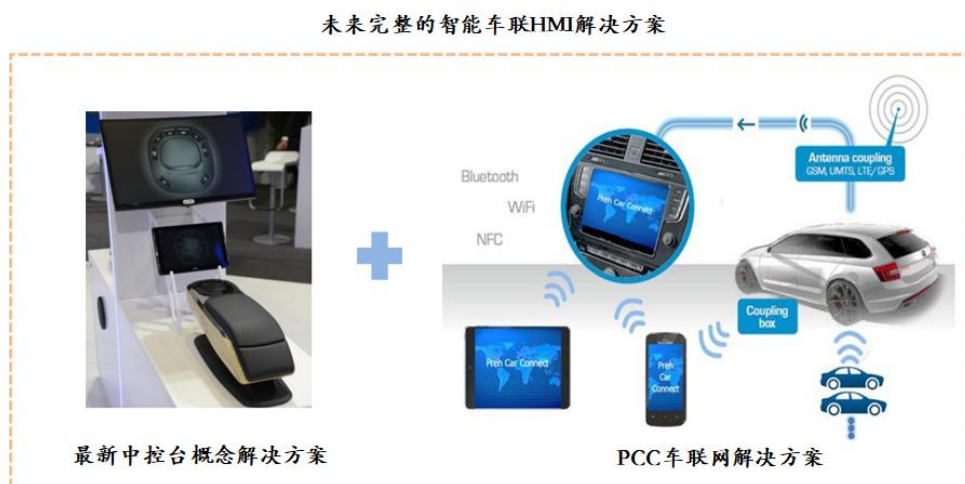 未来完整的智能车联HMI解决方案
Antenna coupling
GSM, UMTS, LTE/GPS
Bluetooth
WiFi
NFC
Preh Car Connect
Coupling
box
Preh Car Connect
Preh
Car
Connect
最新中控台概念解决方案
PCC车联网解决方案